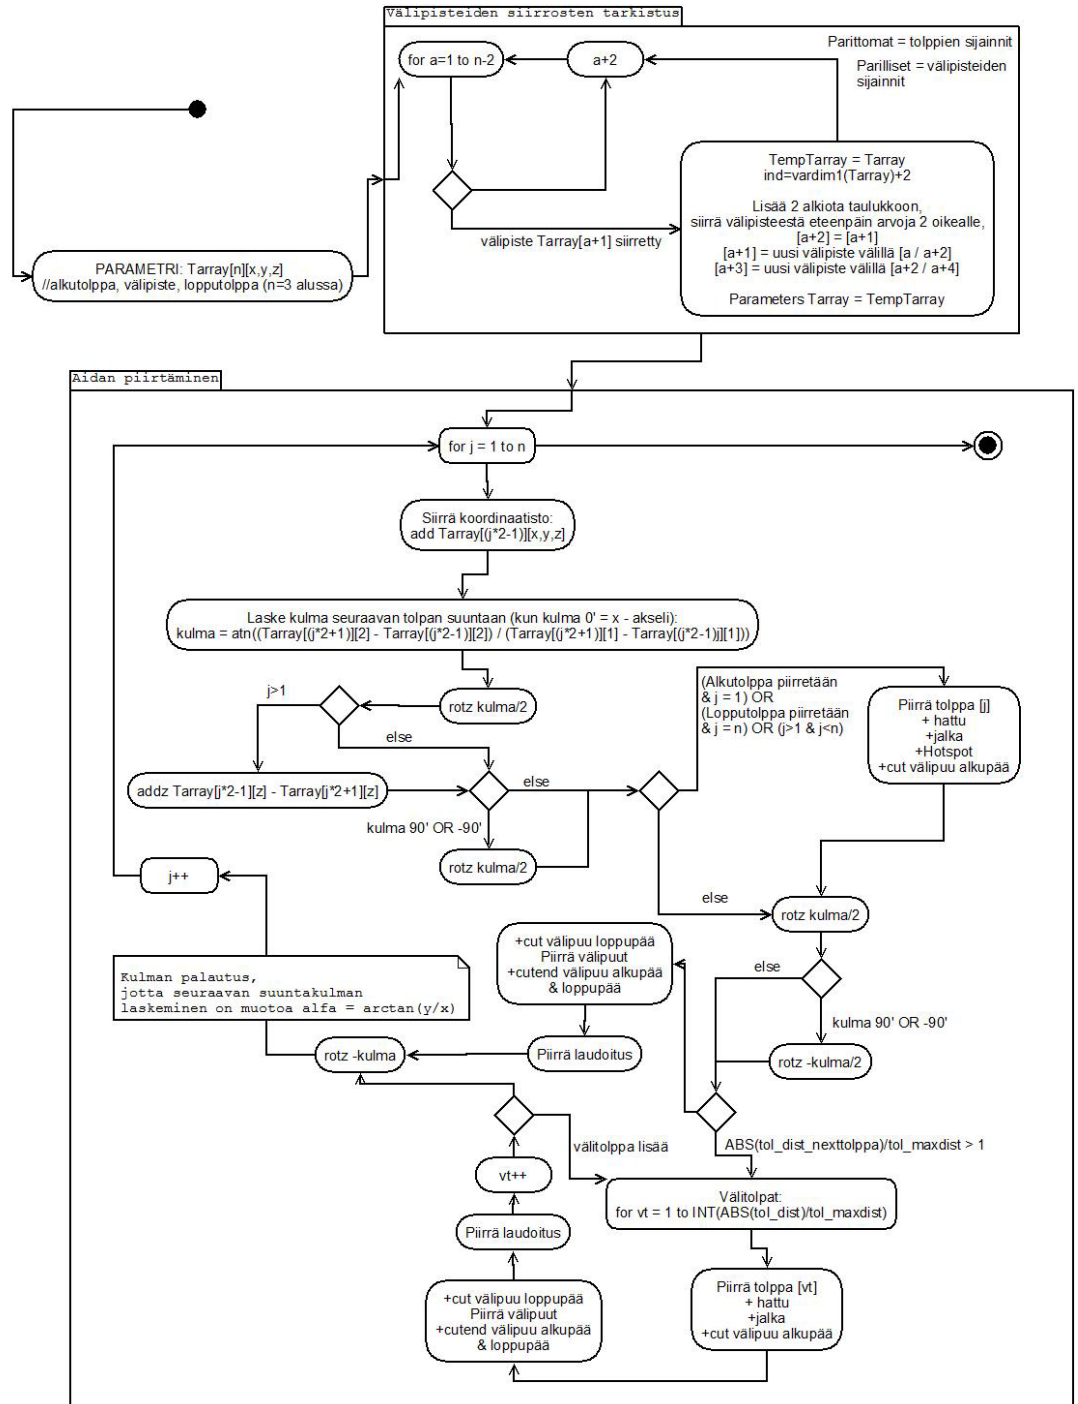 Välipisteiden siirrosten tarkistus
Parittomat = tolppien sijainnit
Parilliset = välipisteiden
sijainnit
for a=1 to n-2
a+2
TempTarray = Tarray
ind=vardim1(Tarray)+2
Lisää 2 alkiota taulukkoon,
siirrä välipisteestä eteenpäin arvoja 2 oikealle,
[a+2] = [a+1]
[a+1] = uusi välipiste välillä [a / a+2]
[a+3] = uusi välipiste välillä [a+2 / a+4]
Parameters Tarray = TempTarray
välipiste Tarray[a+1] siirretty
PARAMETRI: Tarray[n][x,y,z]
//alkutolppa, välipiste, lopputolppa (n=3 alussa)
Aidan piirtäminen
for j = 1 to n
Siirrä koordinaatisto:
add Tarray[(j*2-1)][x,y,z]
Laske kulma seuraavan tolpan suuntaan (kun kulma 0' = x - akseli):
kulma = atn((Tarray[(j*2+1)][2] - Tarray[(j*2-1)][2]) / (Tarray[(j*2+1)][1] - Tarray[(j*2-1)j][1]))
j>1
rotz kulma/2
else
(Alkutolppa piirretään
& j = 1) OR
(Lopputolppa piirretään
& j = n) OR (j>1 & j<n)
Piirrä tolppa [j]
+ hattu
+jalka
+Hotspot
+cut välipuu alkupää
addz Tarray[j*2-1][z] - Tarray[j*2+1][z]
else
kulma 90' OR -90'
rotz kulma/2
j++
else
rotz kulma/2
+cut välipuu loppupää
Piirrä välipuut
+cutend välipuu alkupää
& loppupää
else
kulma 90' OR -90'
Kulman palautus,
jotta seuraavan suuntakulman
laskeminen on muotoa alfa = arctan(y/x)
rotz -kulma
Piirrä laudoitus
rotz -kulma/2
välitolppa lisää
ABS(tol_dist_nexttolppa)/tol_maxdist > 1
vt++
Välitolpat:
for vt = 1 to INT(ABS(tol_dist)/tol_maxdist)
Piirrä laudoitus
+cut välipuu loppupää
Piirrä välipuut
+cutend välipuu alkupää
& loppupää
Piirrä tolppa [vt]
+ hattu
+jalka
+cut välipuu alkupää